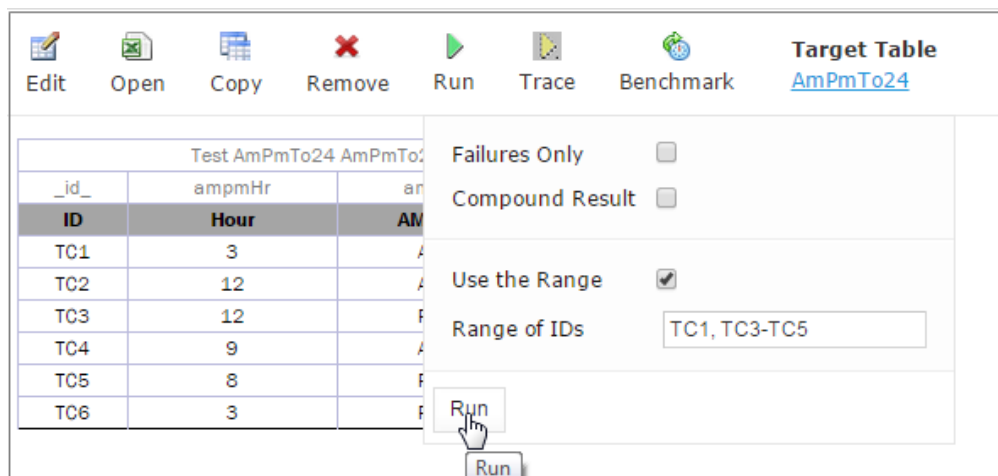 Edit Open Copy Remove Run Trace Benchmark
Target Table
AmPmTo24
Test AmPmTo24
_id_ ampmHr
ID Hour
TC1 3
TC2 12
TC3 12
TC4 9
TC5 8
TC6 3
Failures Only
Compound Result
Use the Range
Range of IDs TC1, TC3-TC5
Run
Run